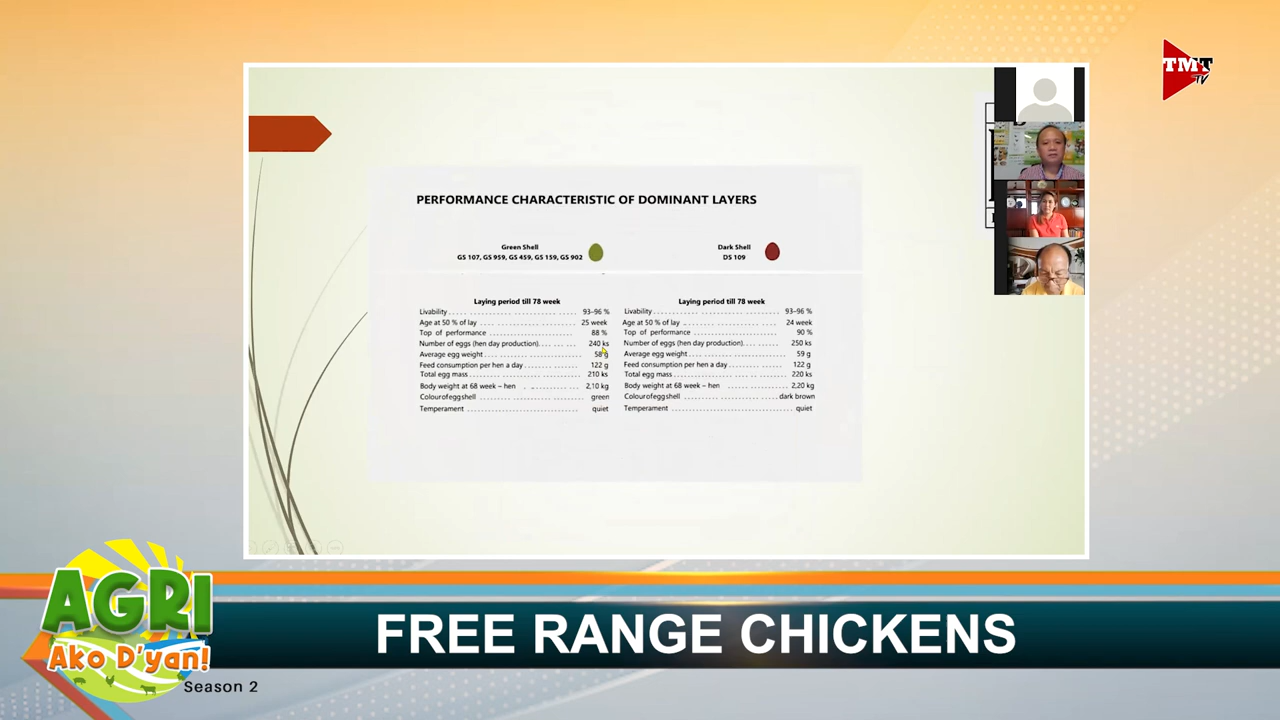 TMT
TV
PERFORMANCE CHARACTERISTIC OF DOMINANT LAYERS
Green Shell
GS 107, GS 959, GS 459, GS 159, GS 902
Dark Shell
DS 109
Laying period till 78 week
Livability 93–96 %
Age at 50 % of lay 25 week
Top of performance 88 %
Number of eggs (hen day production) 240 ks
Average egg weight 58 g
Feed consumption per hen a day 122 g
Total egg mass 210 ks
Body weight at 68 week – hen 2,10 kg
Colour of eggshell green
Temperament quiet
Laying period till 78 week
Livability 93–96 %
Age at 50 % of lay 24 week
Top of performance 90 %
Number of eggs (hen day production) 250 ks
Average egg weight 59 g
Feed consumption per hen a day 122 g
Total egg mass 220 ks
Body weight at 68 week – hen 2,20 kg
Colour of eggshell dark brown
Temperament quiet
AGRI
Ako D'yan!
Season 2
FREE RANGE CHICKENS